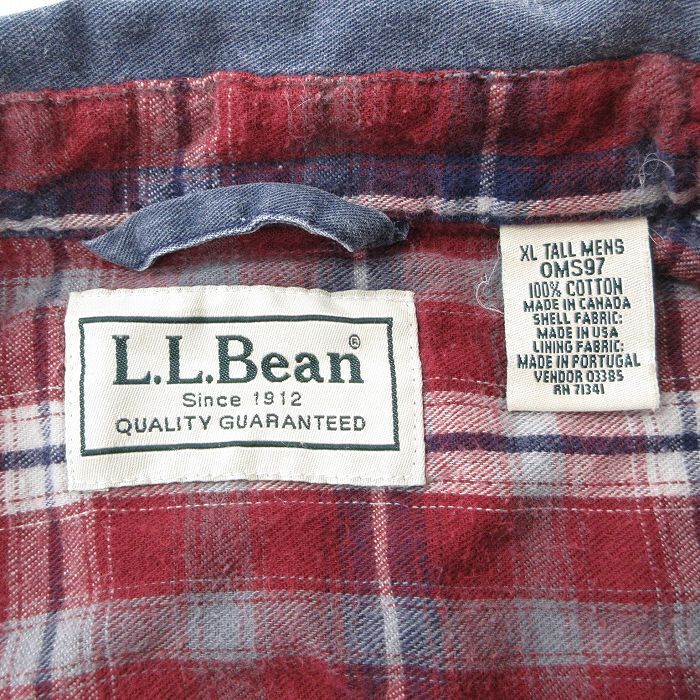 L.L.Bean®
Since 1912
QUALITY GUARANTEED
XL TALL MENS
OMS97
100% COTTON
MADE IN CANADA
SHELL FABRIC:
MADE IN USA
LINING FABRIC:
MADE IN PORTUGAL
VENDOR 03385
RN 71341